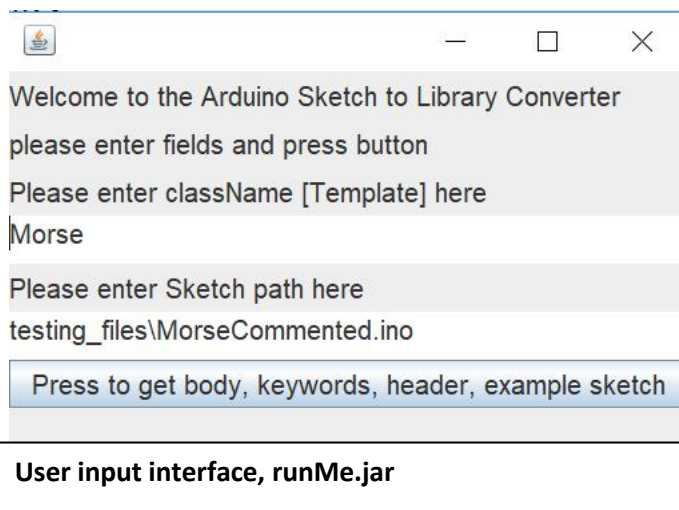 Welcome to the Arduino Sketch to Library Converter
please enter fields and press button
Please enter className [Template] here
Morse
Please enter Sketch path here
testing_files\MorseCommented.ino
Press to get body, keywords, header, example sketch
User input interface, runMe.jar